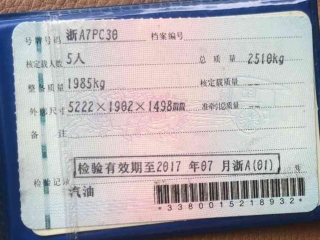 号牌号码 浙A7PC30 档案编号
核定载人数 5人 总质量 2510kg
整备质量 1985kg 核定载质量 --
外廓尺寸 5222×1902×1498mm 准牵引总质量 --
备注
检验有效期至2017 年07 月浙A(01)
检验记录
汽油
*3380015218932*